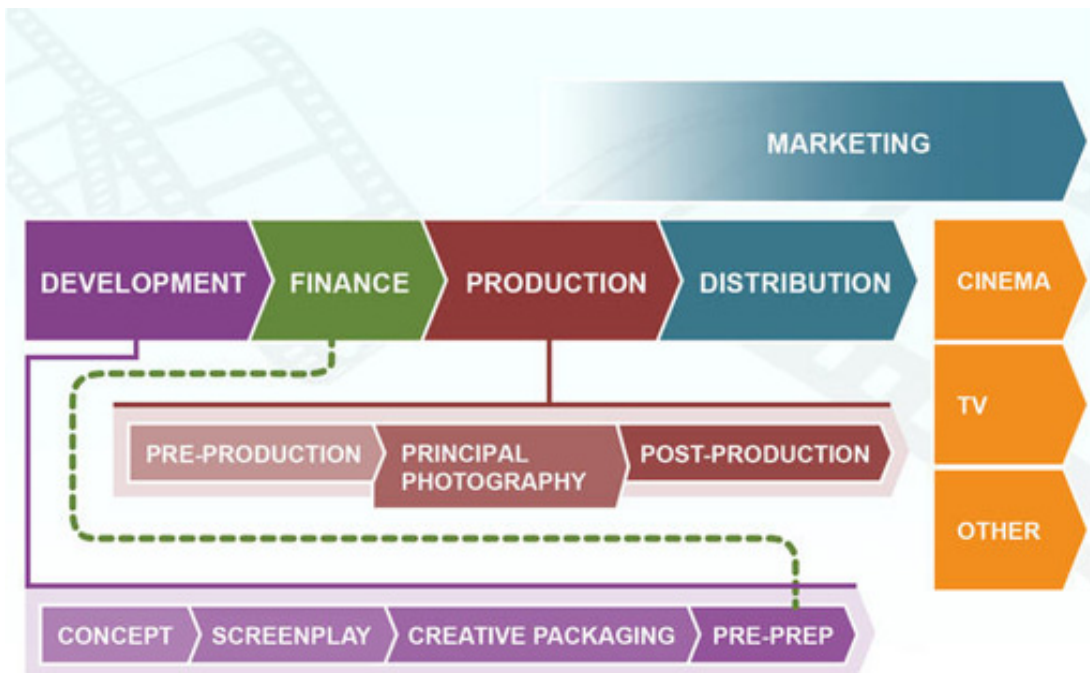 MARKETING
DEVELOPMENT
FINANCE
PRODUCTION
DISTRIBUTION
CINEMA
TV
OTHER
PRE-PRODUCTION
PRINCIPAL
PHOTOGRAPHY
POST-PRODUCTION
CONCEPT
SCREENPLAY
CREATIVE PACKAGING
PRE-PREP